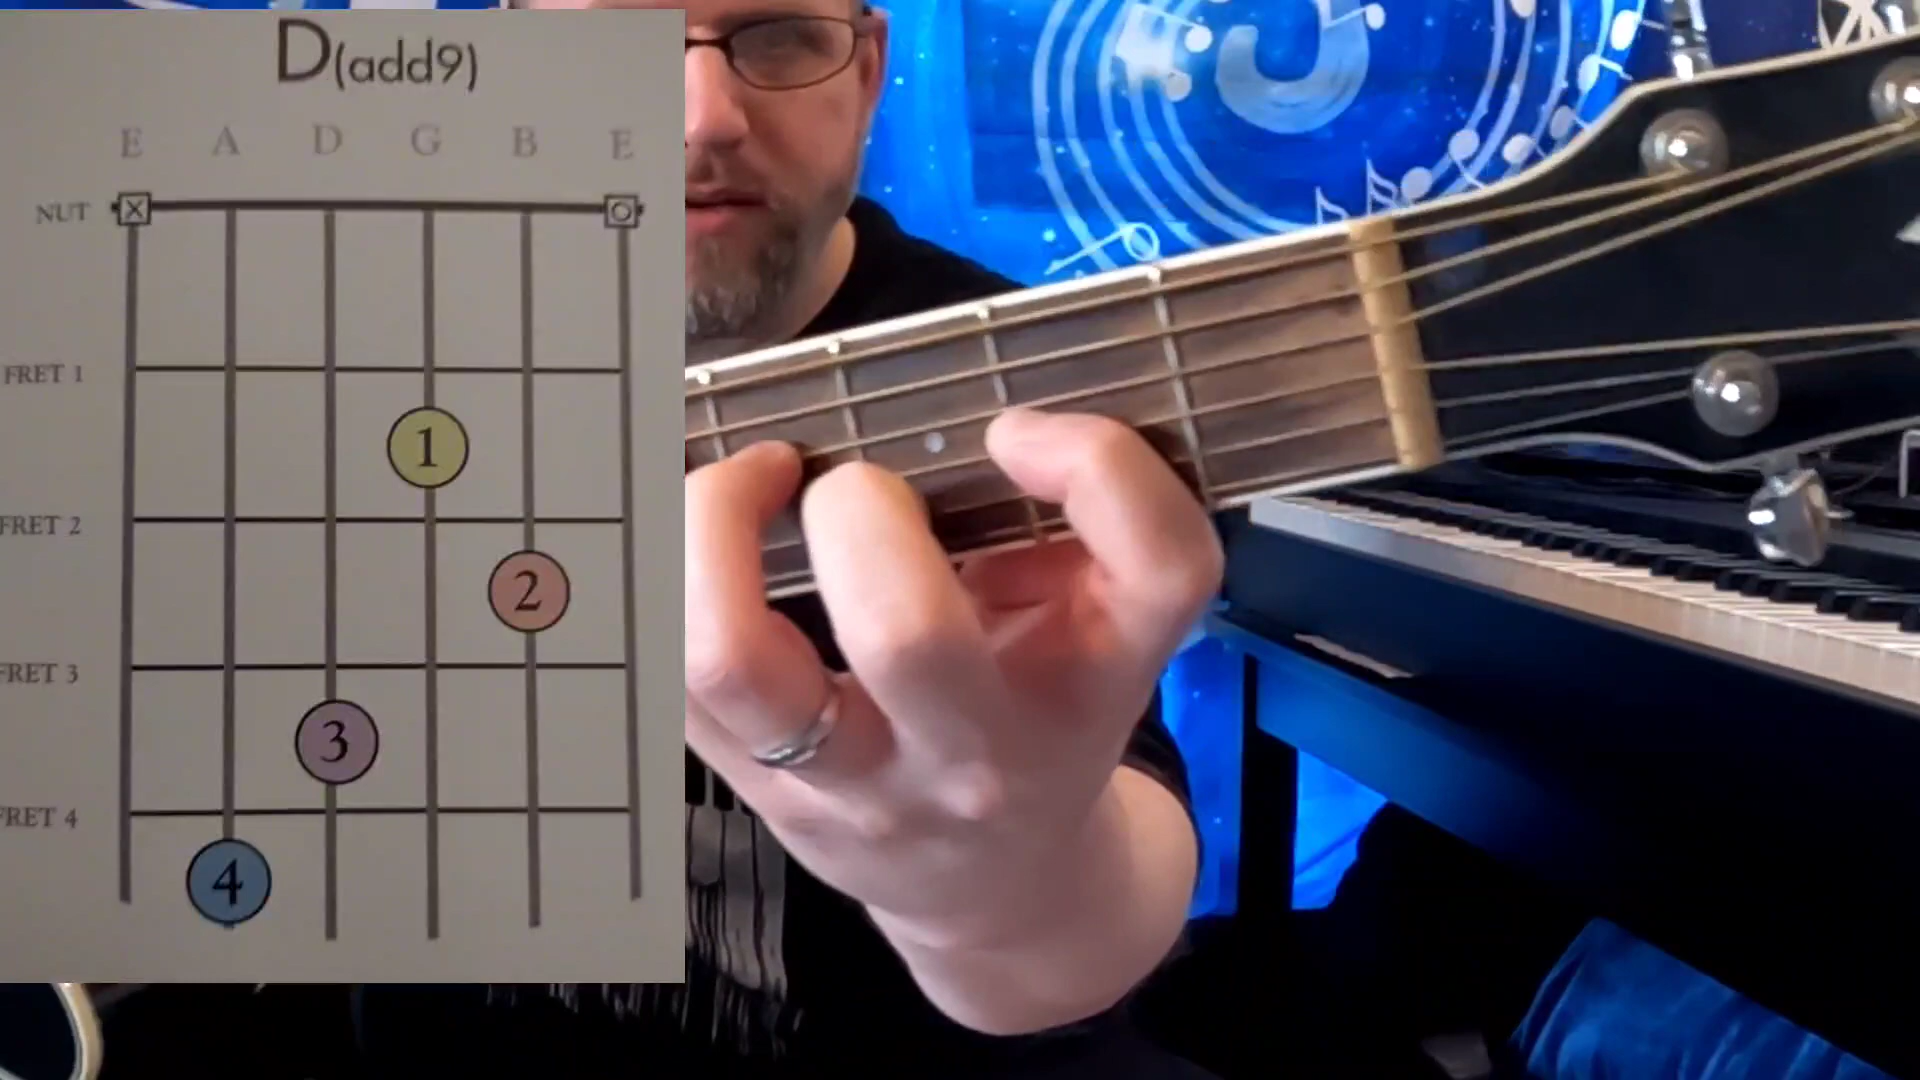 D(add9)
E A D G B E
NUT X O
FRET 1
1
FRET 2
2
FRET 3
3
FRET 4
4